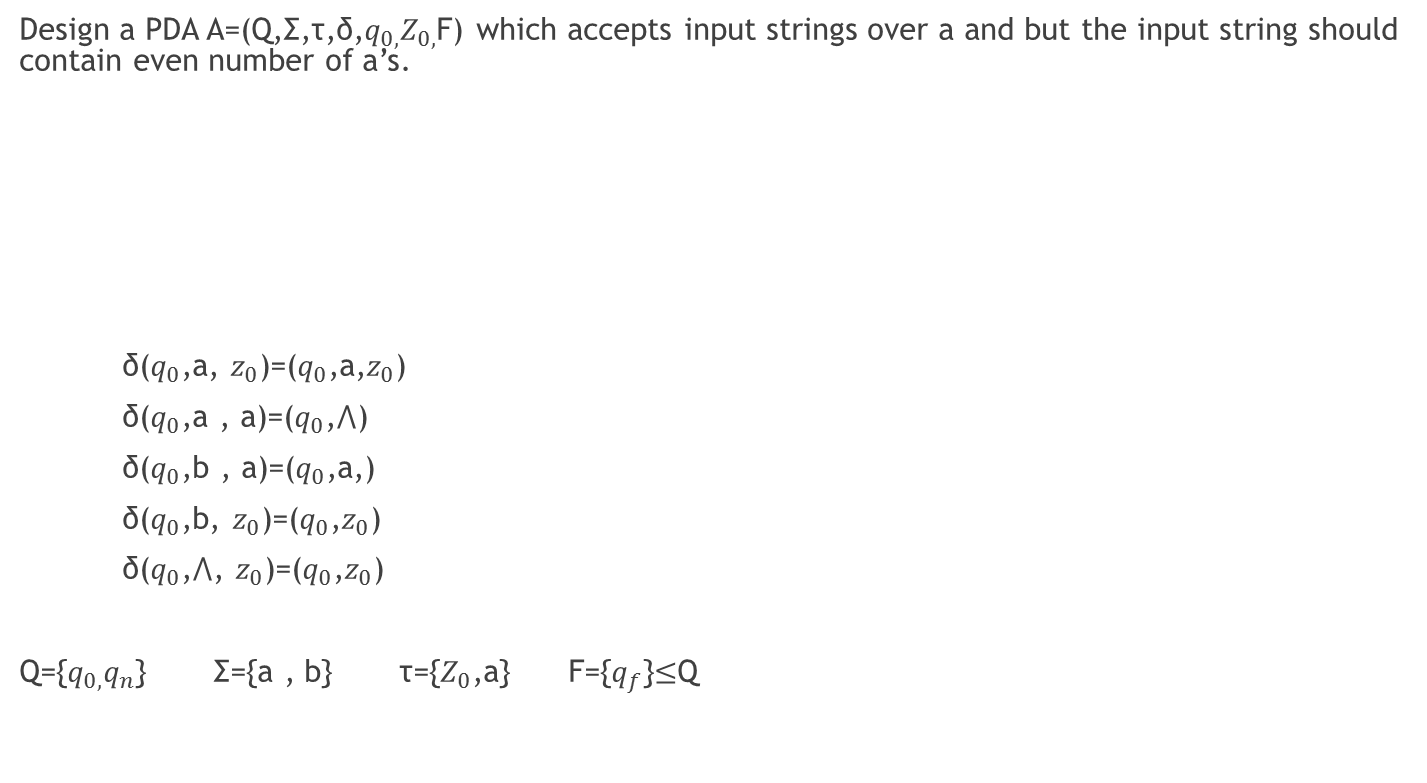 Design a PDA A=(Q,Σ,τ,δ,q₀,Z₀,F) which accepts input strings over a and but the input string should
contain even number of a’s.
δ(q₀,a, z₀)=(q₀,a,z₀)
δ(q₀,a , a)=(q₀,Λ)
δ(q₀,b , a)=(q₀,a,)
δ(q₀,b, z₀)=(q₀,z₀)
δ(q₀,Λ, z₀)=(q₀,z₀)
Q={q₀,qₙ} Σ={a , b} τ={Z₀,a} F={q_f}≤Q